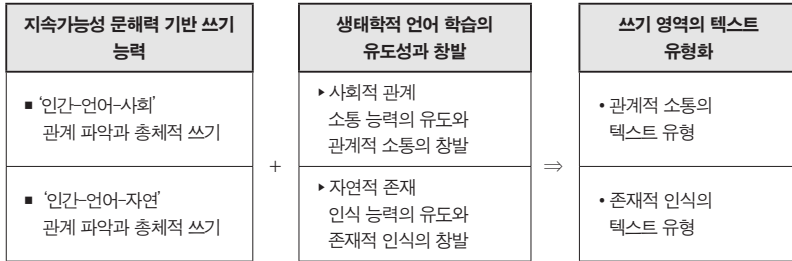 지속가능성 문해력 기반 쓰기
능력
■ ‘인간-언어-사회’
관계 파악과 총체적 쓰기
■ ‘인간-언어-자연’
관계 파악과 총체적 쓰기
+
생태학적 언어 학습의
유도성과 창발
▸사회적 관계
소통 능력의 유도와
관계적 소통의 창발
▸자연적 존재
인식 능력의 유도와
존재적 인식의 창발
⇒
쓰기 영역의 텍스트
유형화
• 관계적 소통의
텍스트 유형
• 존재적 인식의
텍스트 유형